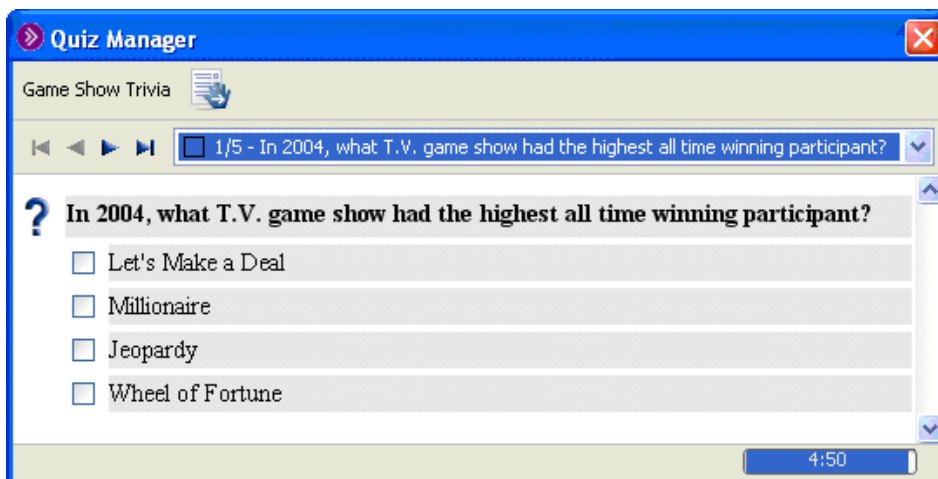 Quiz Manager
Game Show Trivia
1/5 - In 2004, what T.V. game show had the highest all time winning participant?
? In 2004, what T.V. game show had the highest all time winning participant?
Let's Make a Deal
Millionaire
Jeopardy
Wheel of Fortune
4:50